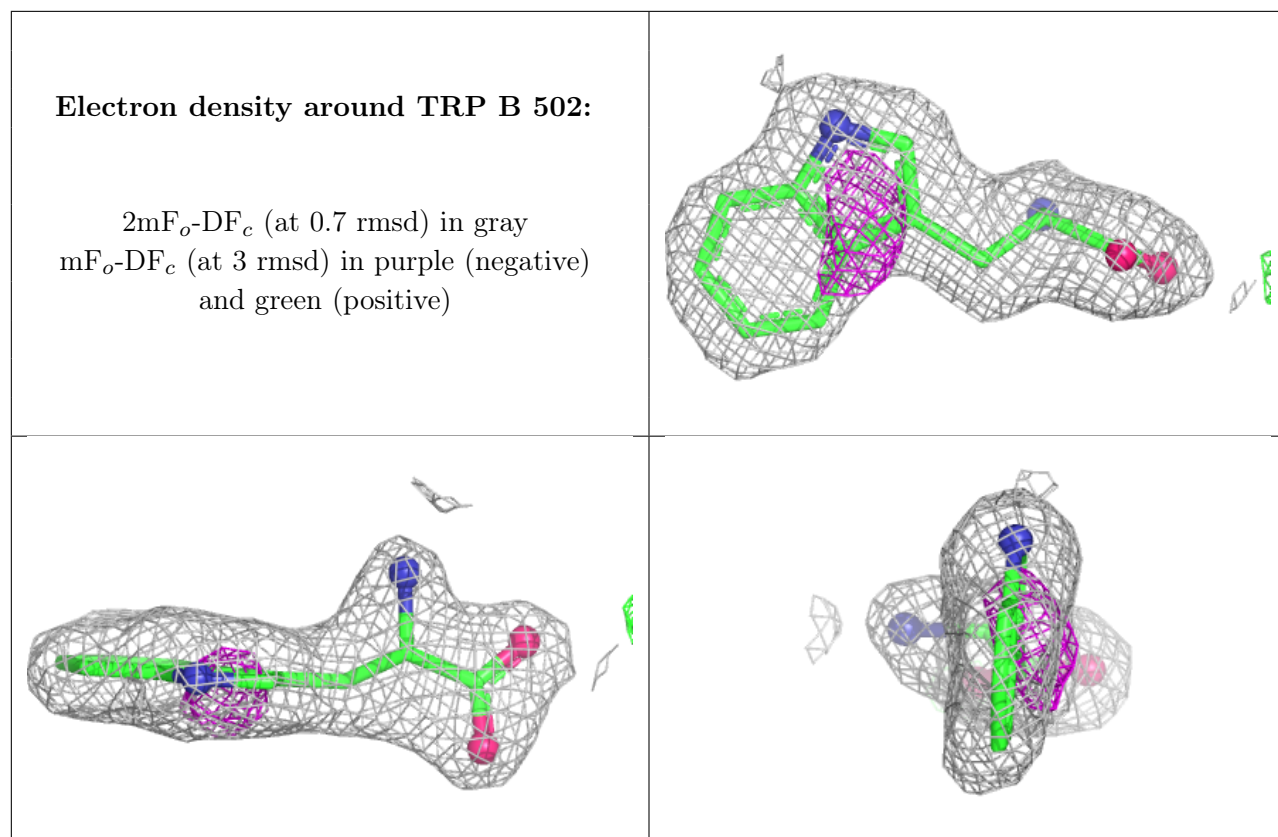 Electron density around TRP B 502:
2mFo-DFc (at 0.7 rmsd) in gray
mFo-DFc (at 3 rmsd) in purple (negative)
and green (positive)